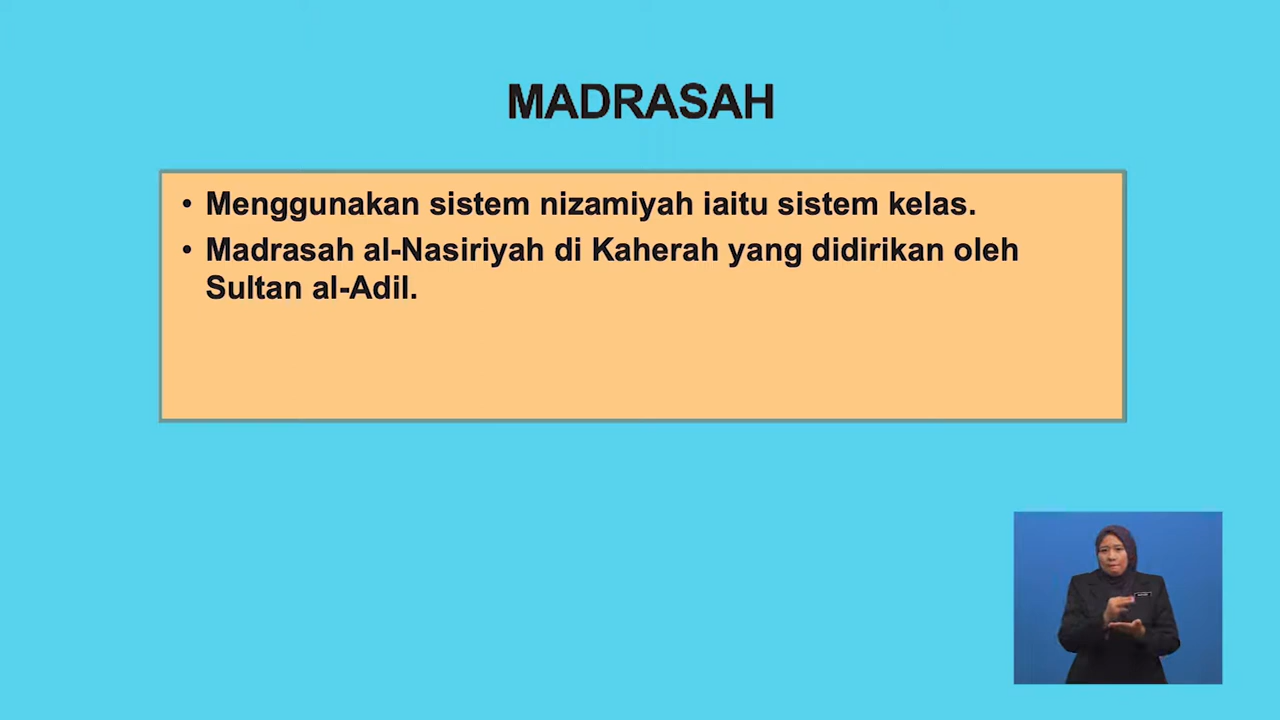 MADRASAH
• Menggunakan sistem nizamiyah iaitu sistem kelas.
• Madrasah al-Nasiriyah di Kaherah yang didirikan oleh
Sultan al-Adil.